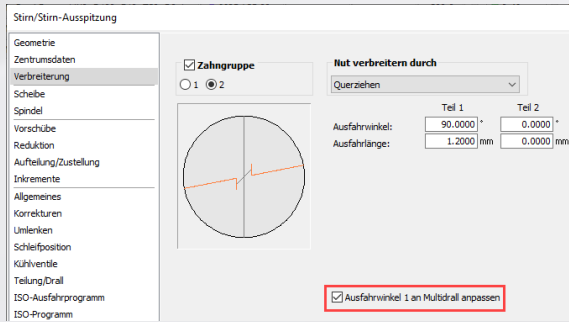 Stirn/Stirn-Ausspitzung
Geometrie
Zentrumsdaten
Verbreiterung
Scheibe
Spindel
Vorschübe
Reduktion
Aufteilung/Zustellung
Inkremente
Allgemeines
Korrekturen
Umlenken
Schleifposition
Kühlventile
Teilung/Drall
ISO-Ausfahrprogramm
ISO-Programm
Zahngruppe
1 2
Nut verbreitern durch
Querziehen
Teil 1 Teil 2
Ausfahrwinkel: 90.0000 ° 0.0000 °
Ausfahrlänge: 1.2000 mm 0.0000 mm
Ausfahrwinkel 1 an Multidrall anpassen